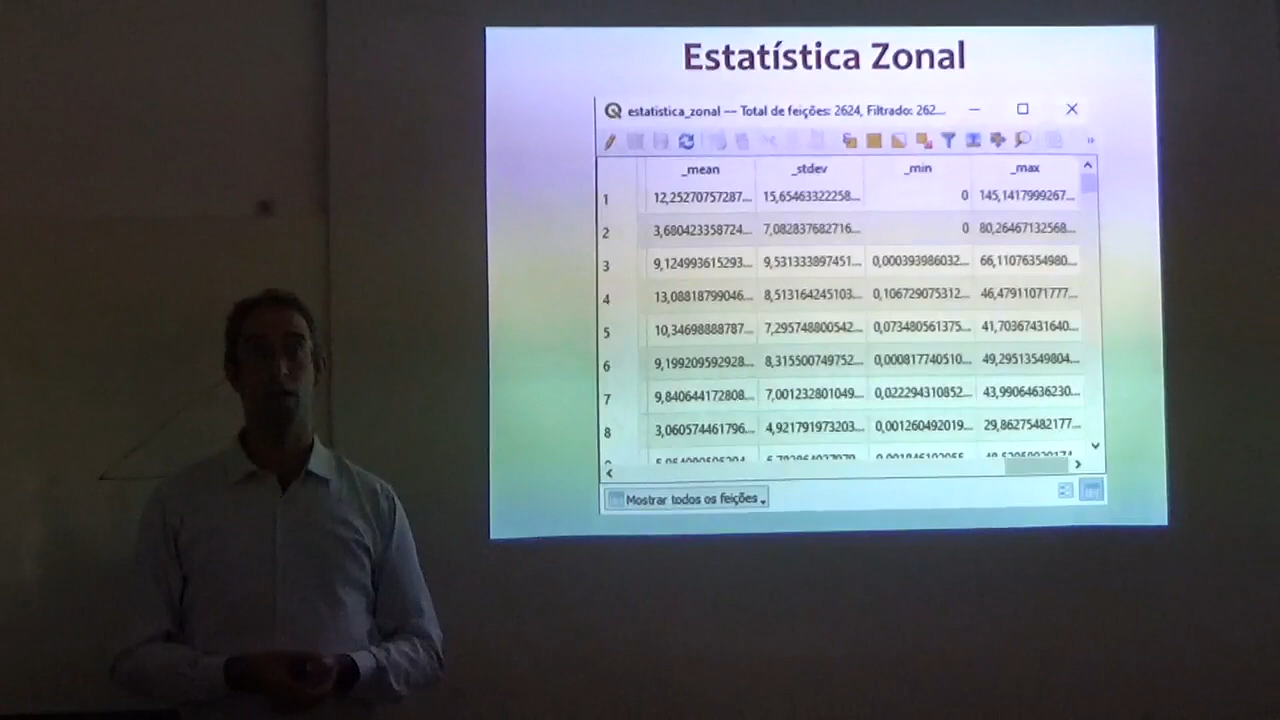 Estatística Zonal
estatistica_zonal — Total de feições: 2624, Filtrado: 262...
_mean _stdev _min _max
1 12,25270757287... 15,65463322258... 0 145,1417999267...
2 3,680423358724... 7,082837682716... 0 80,26467132568...
3 9,124993615293... 9,531333897451... 0,000393986032... 66,11076354980...
4 13,08818799046... 8,513164245103... 0,106729075312... 46,47911071777...
5 10,34698888787... 7,295748800542... 0,073480561375... 41,70367431640...
6 9,199209592928... 8,315500749752... 0,000817740510... 49,29513549804...
7 9,840644172808... 7,001232801049... 0,022294310852... 43,99064636230...
8 3,060574461796... 4,921791973203... 0,001260492019... 29,86275482177...
Mostrar todos os feições